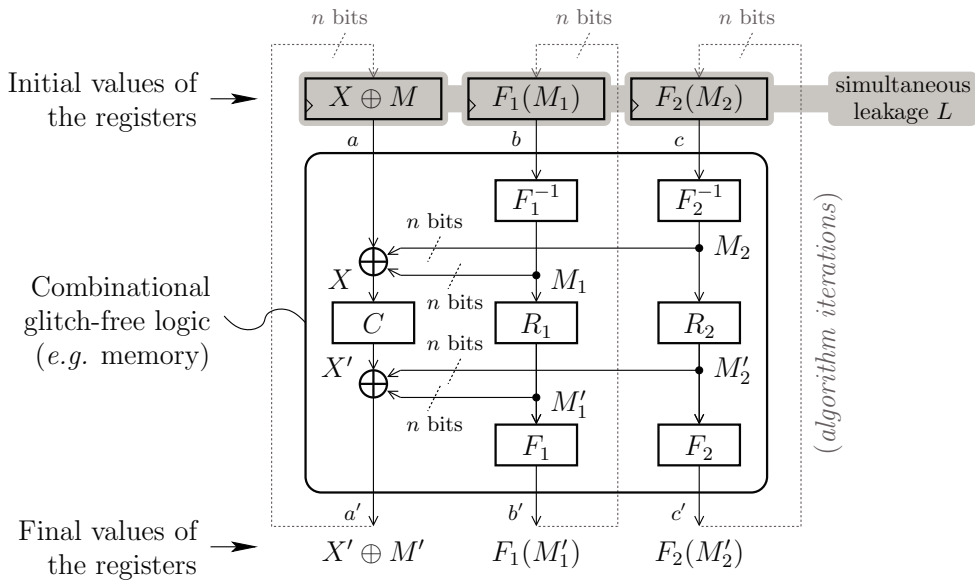 n bits n bits n bits
Initial values of
the registers
X ⊕ M F₁(M₁) F₂(M₂)
simultaneous
leakage L
a b c
F₁⁻¹ F₂⁻¹
n bits
M₂
X n bits M₁
Combinational
glitch-free logic
(e.g. memory)
C R₁ R₂
n bits
X′ M′₂
n bits M′₁
F₁ F₂
(algorithm iterations)
a′ b′ c′
Final values of
the registers
X′ ⊕ M′ F₁(M′₁) F₂(M′₂)